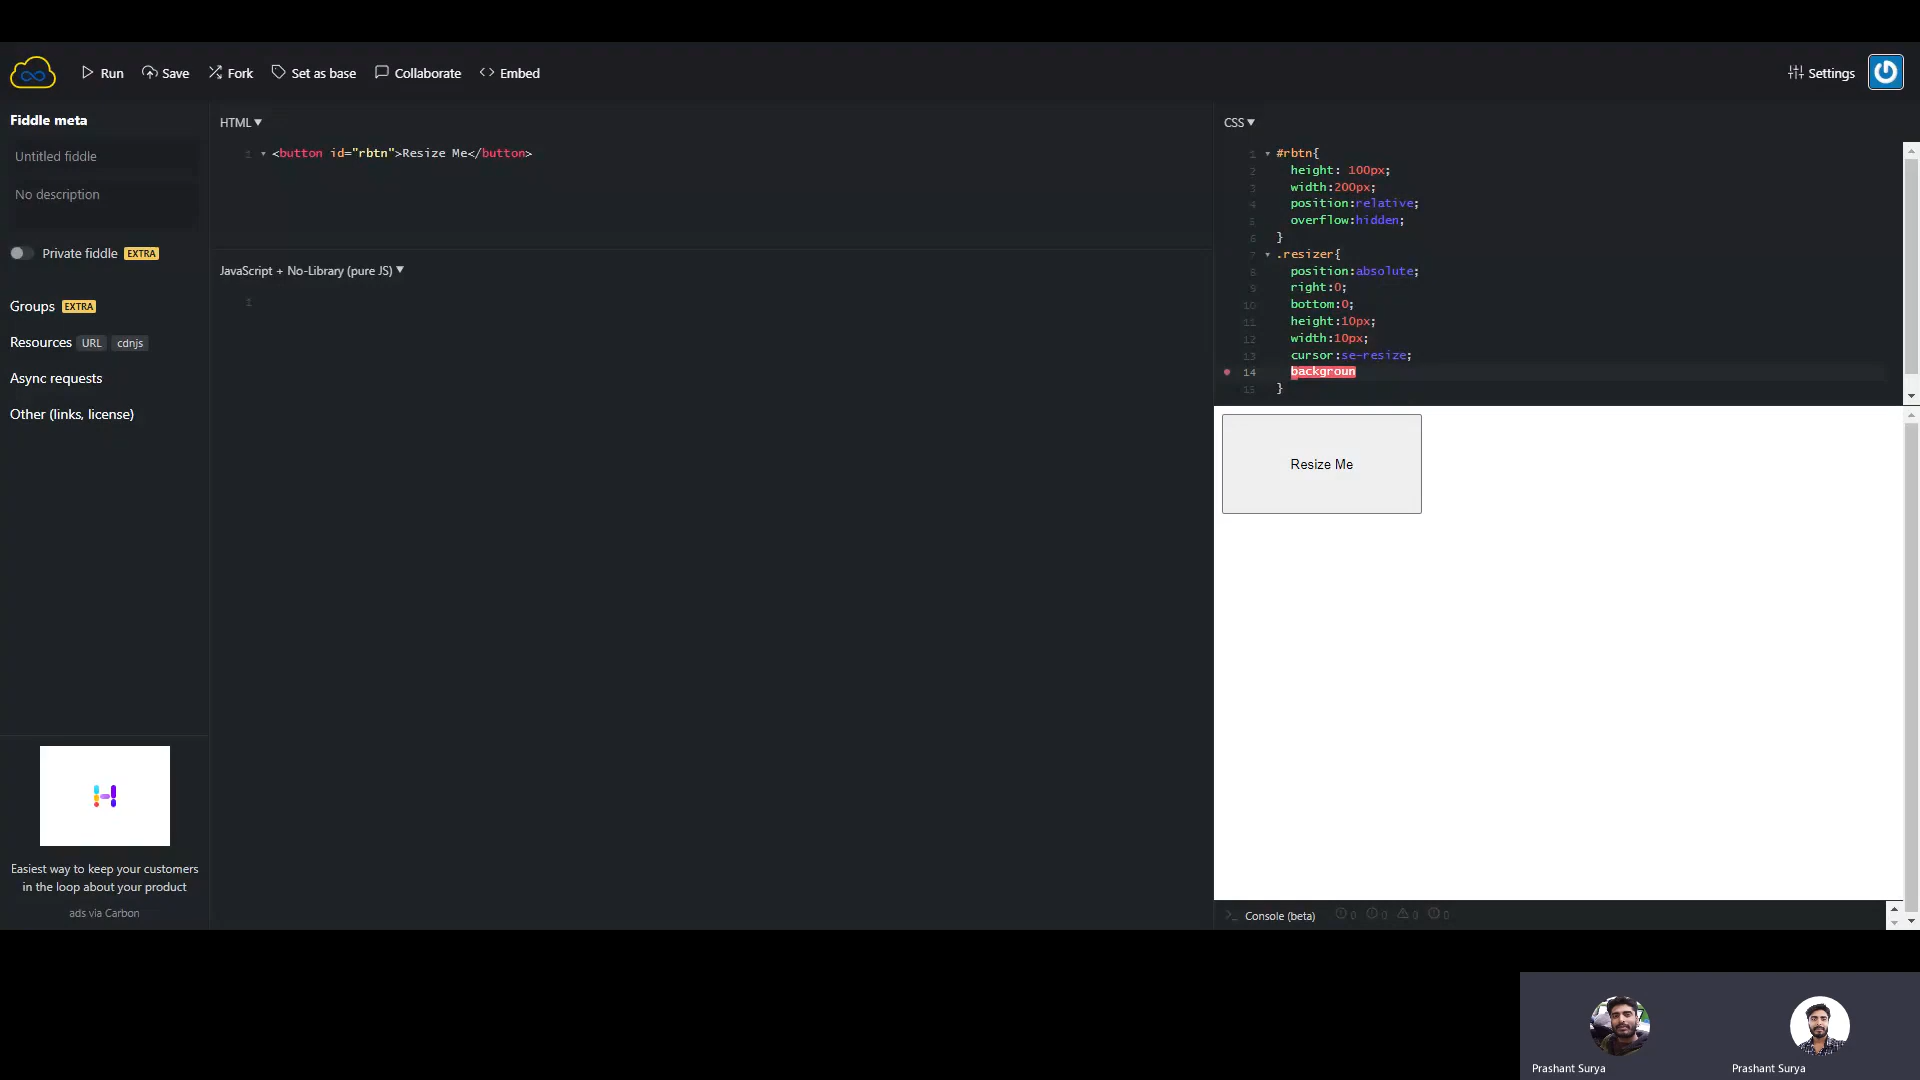 Run Save Fork Set as base Collaborate Embed Settings
Fiddle meta
Untitled fiddle
No description
Private fiddle EXTRA
Groups EXTRA
Resources URL cdnjs
Async requests
Other (links, license)
Easiest way to keep your customers
in the loop about your product
ads via Carbon
HTML
1 <button id="rbtn">Resize Me</button>
JavaScript + No-Library (pure JS)
1
CSS
1 #rbtn{
2 height: 100px;
3 width:200px;
4 position:relative;
5 overflow:hidden;
6 }
7 .resizer{
8 position:absolute;
9 right:0;
10 bottom:0;
11 height:10px;
12 width:10px;
13 cursor:se-resize;
14 backgroun
15 }
Resize Me
>_ Console (beta) 0 0 0 0
Prashant Surya Prashant Surya